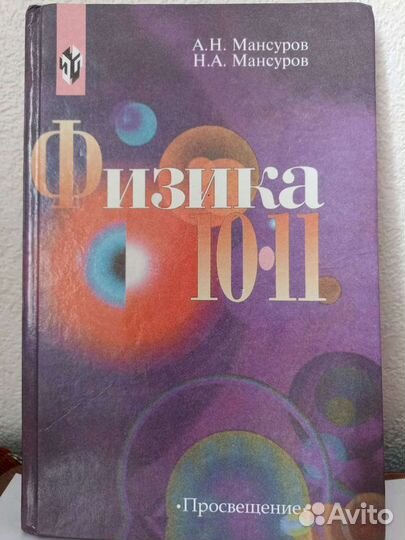 А.Н. Мансуров
Н.А. Мансуров
Физика
10·11
·Просвещение·
Avito